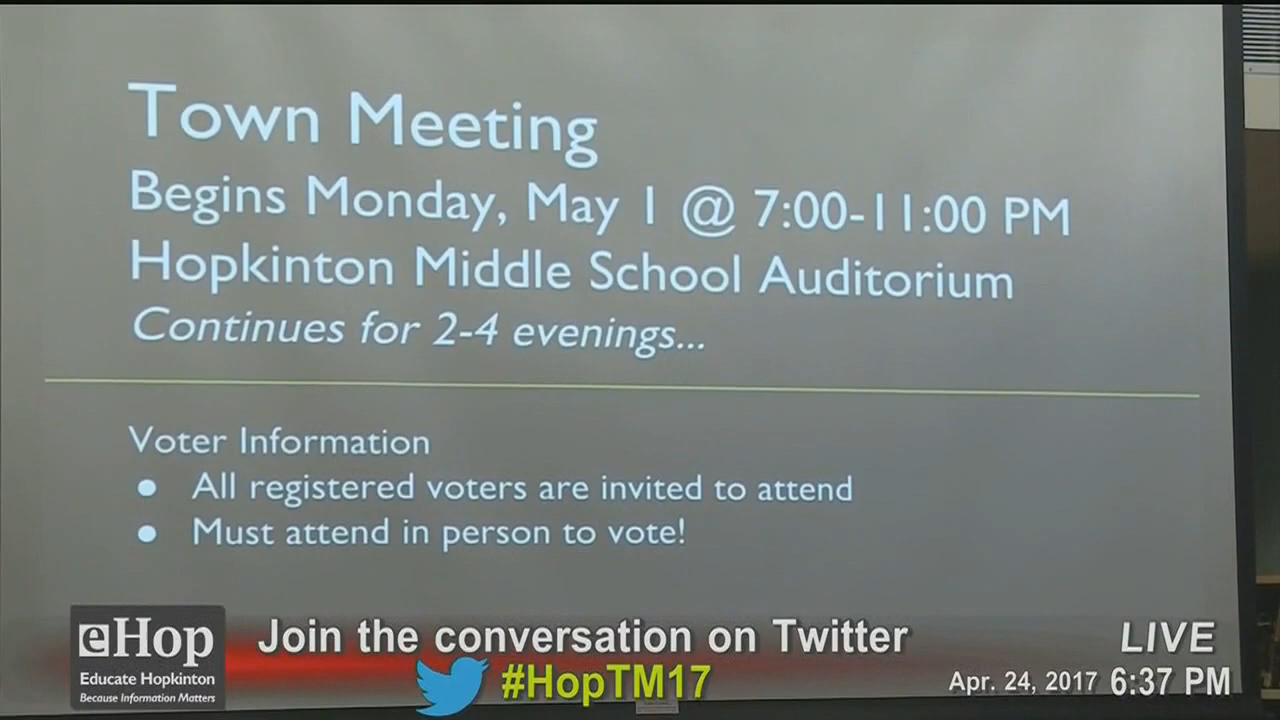 Town Meeting
Begins Monday, May 1 @ 7:00-11:00 PM
Hopkinton Middle School Auditorium
Continues for 2-4 evenings...
Voter Information
● All registered voters are invited to attend
● Must attend in person to vote!
eHop
Educate Hopkinton
Because Information Matters
Join the conversation on Twitter
#HopTM17
LIVE
Apr. 24, 2017 6:37 PM